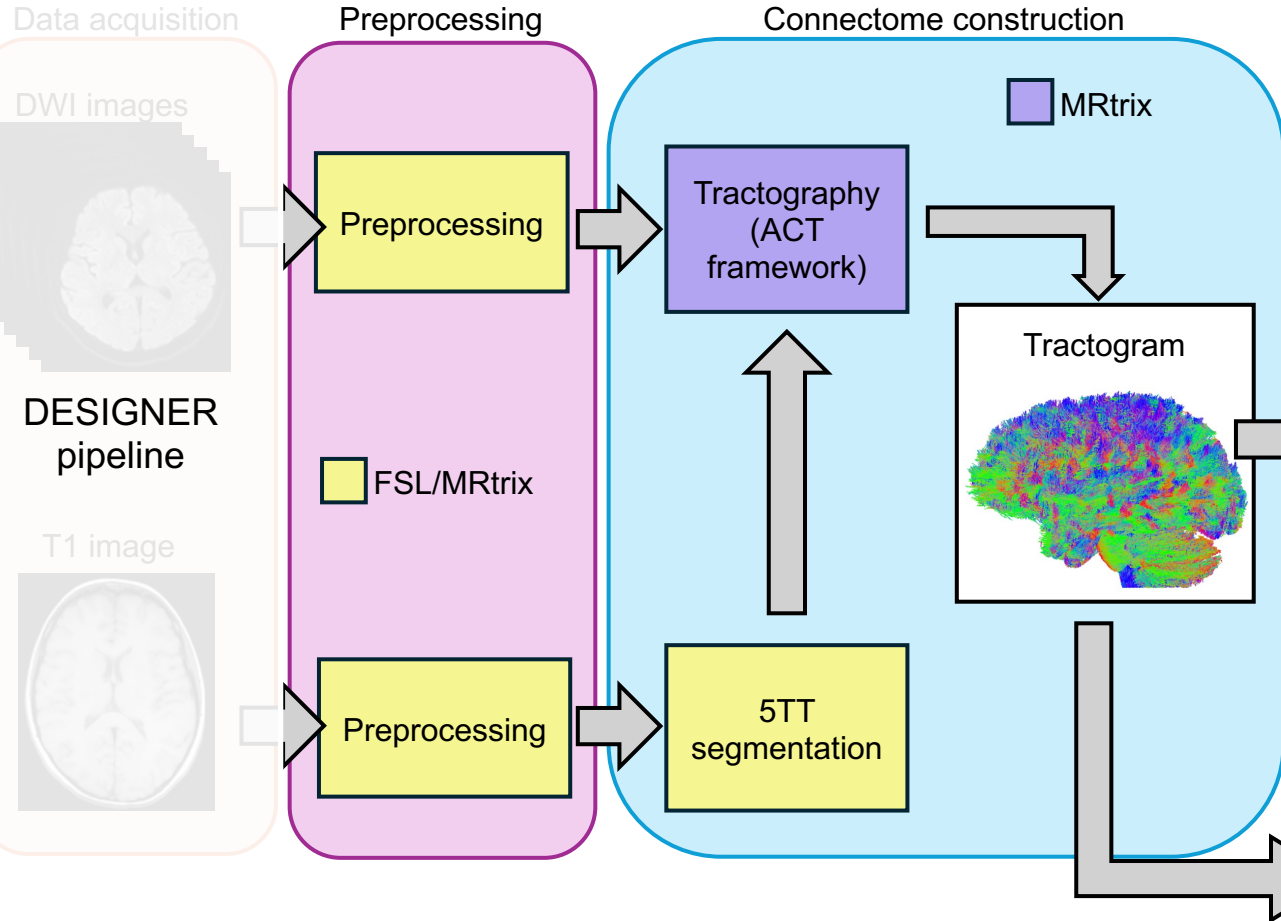 Data acquisition
Preprocessing
Connectome construction
DWI images
MRtrix
Preprocessing
Tractography
(ACT
framework)
Tractogram
DESIGNER
pipeline
FSL/MRtrix
T1 image
Preprocessing
5TT
segmentation